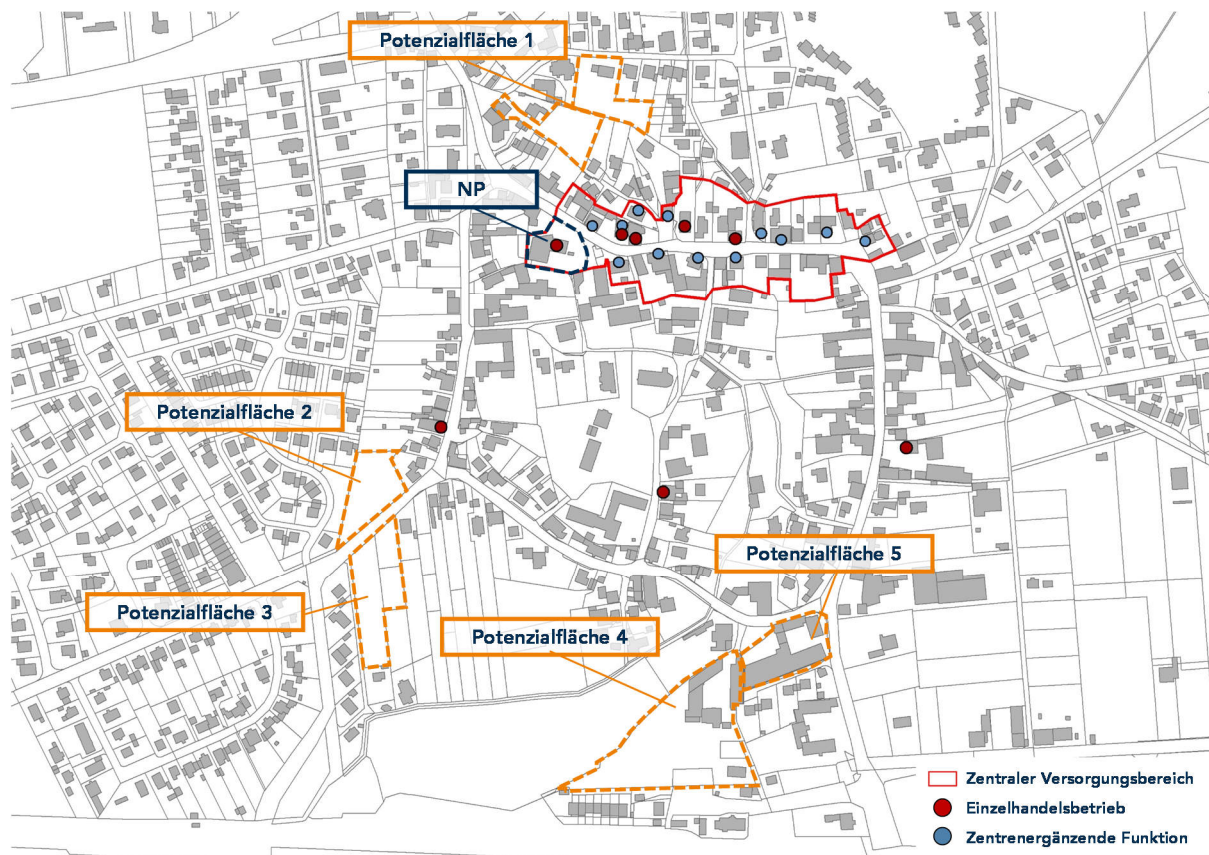 Potenzialfläche 1
NP
Potenzialfläche 2
Potenzialfläche 5
Potenzialfläche 3
Potenzialfläche 4
Zentraler Versorgungsbereich
Einzelhandelsbetrieb
Zentrenergänzende Funktion